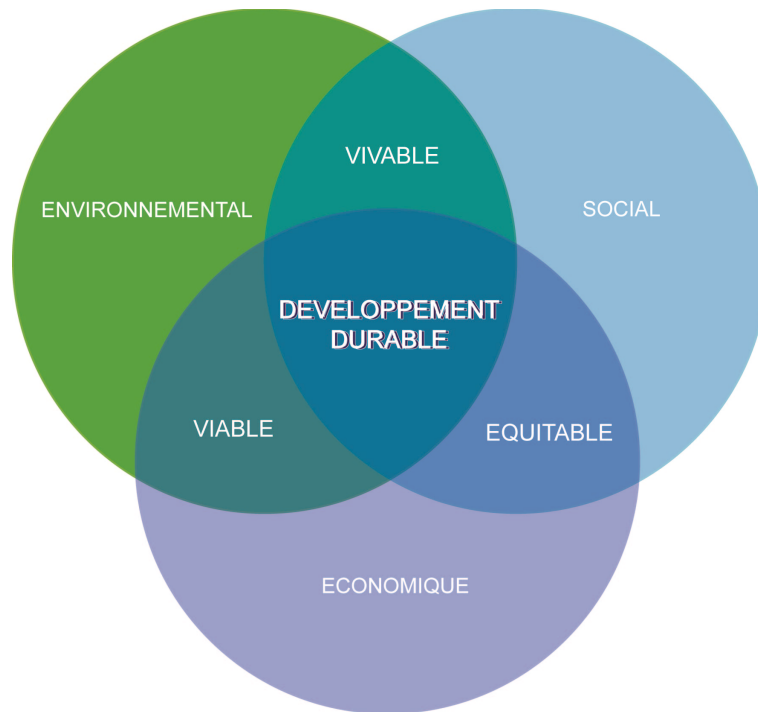 VIVABLE
ENVIRONNEMENTAL
SOCIAL
DEVELOPPEMENT
DURABLE
VIABLE
EQUITABLE
ECONOMIQUE